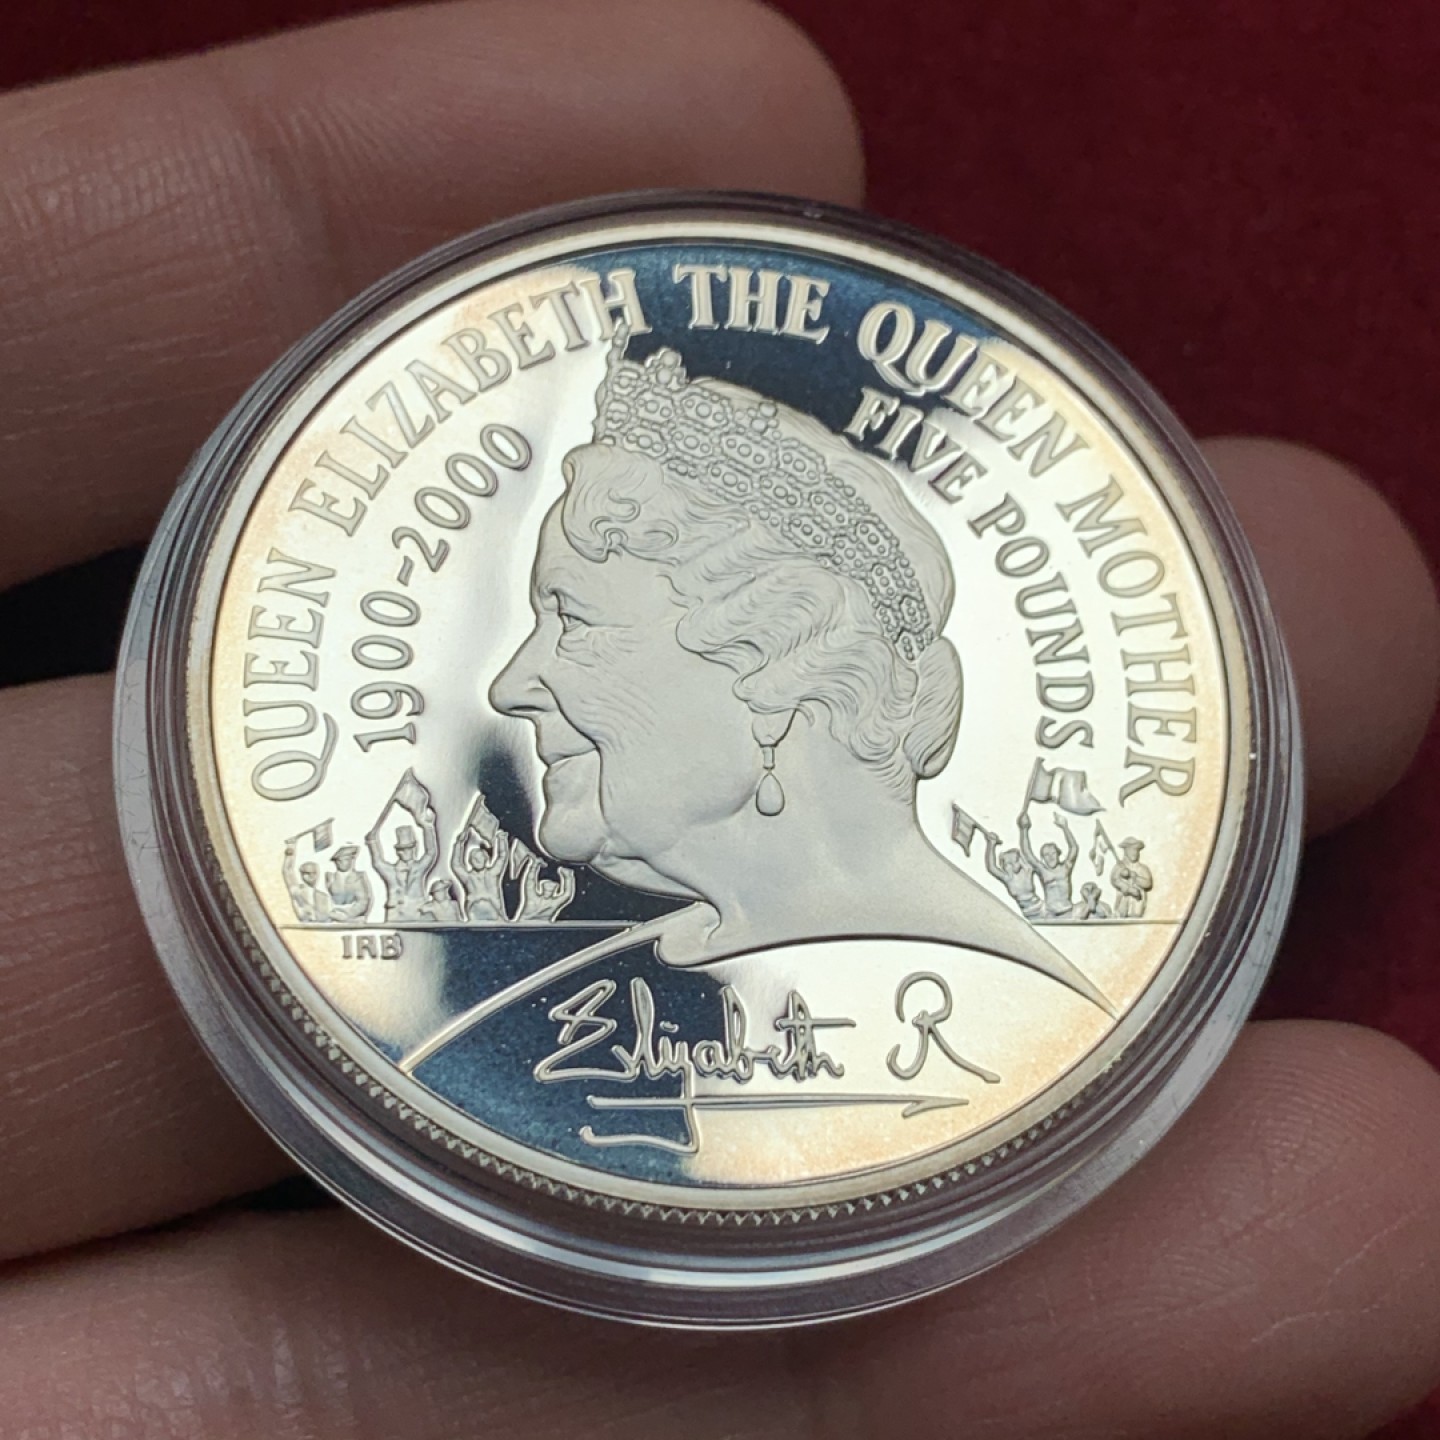 QUEEN ELIZABETH THE QUEEN MOTHER
1900-2000
FIVE POUNDS
IRB
Elizabeth R